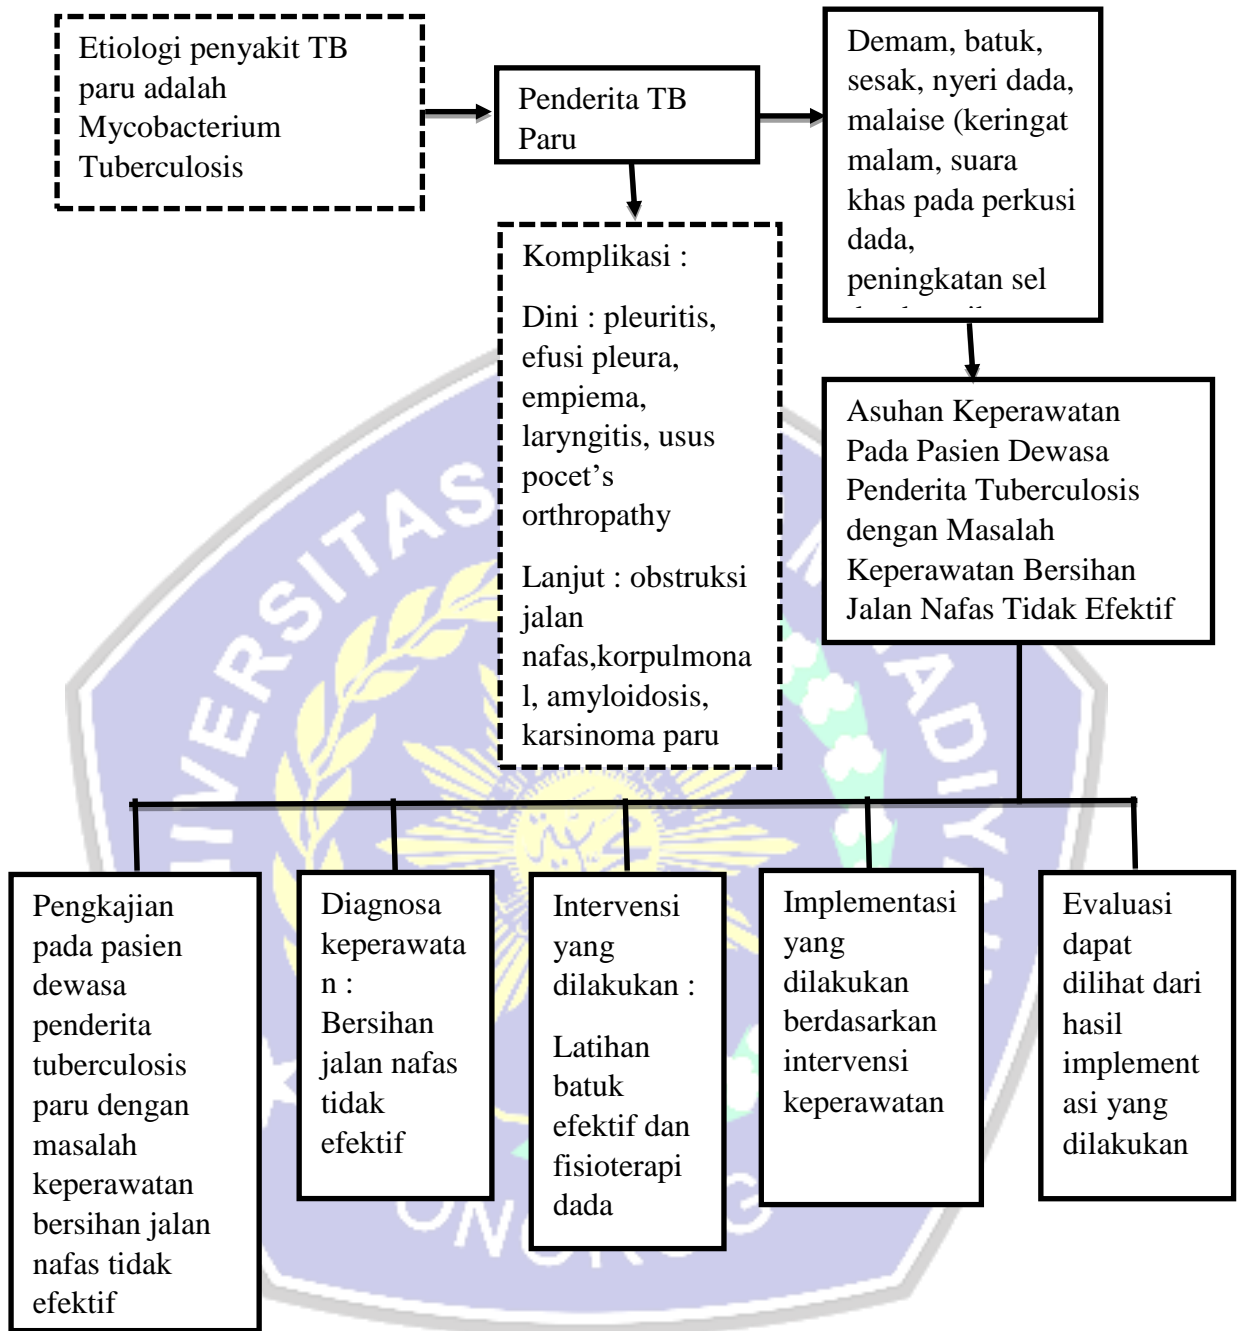 Etiologi penyakit TB
paru adalah
Mycobacterium
Tuberculosis
Penderita TB
Paru
Demam, batuk,
sesak, nyeri dada,
malaise (keringat
malam, suara
khas pada perkusi
dada,
peningkatan sel
Komplikasi :
Dini : pleuritis,
efusi pleura,
empiema,
laryngitis, usus
pocet’s
orthropathy
Lanjut : obstruksi
jalan
nafas,korpulmona
l, amyloidosis,
karsinoma paru
Asuhan Keperawatan
Pada Pasien Dewasa
Penderita Tuberculosis
dengan Masalah
Keperawatan Bersihan
Jalan Nafas Tidak Efektif
Pengkajian
pada pasien
dewasa
penderita
tuberculosis
paru dengan
masalah
keperawatan
bersihan jalan
nafas tidak
efektif
Diagnosa
keperawata
n :
Bersihan
jalan nafas
tidak
efektif
Intervensi
yang
dilakukan :
Latihan
batuk
efektif dan
fisioterapi
dada
Implementasi
yang
dilakukan
berdasarkan
intervensi
keperawatan
Evaluasi
dapat
dilihat dari
hasil
implement
asi yang
dilakukan